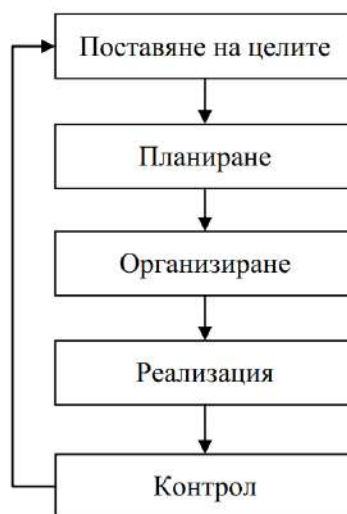 Поставяне на целите
Планиране
Организиране
Реализация
Контрол